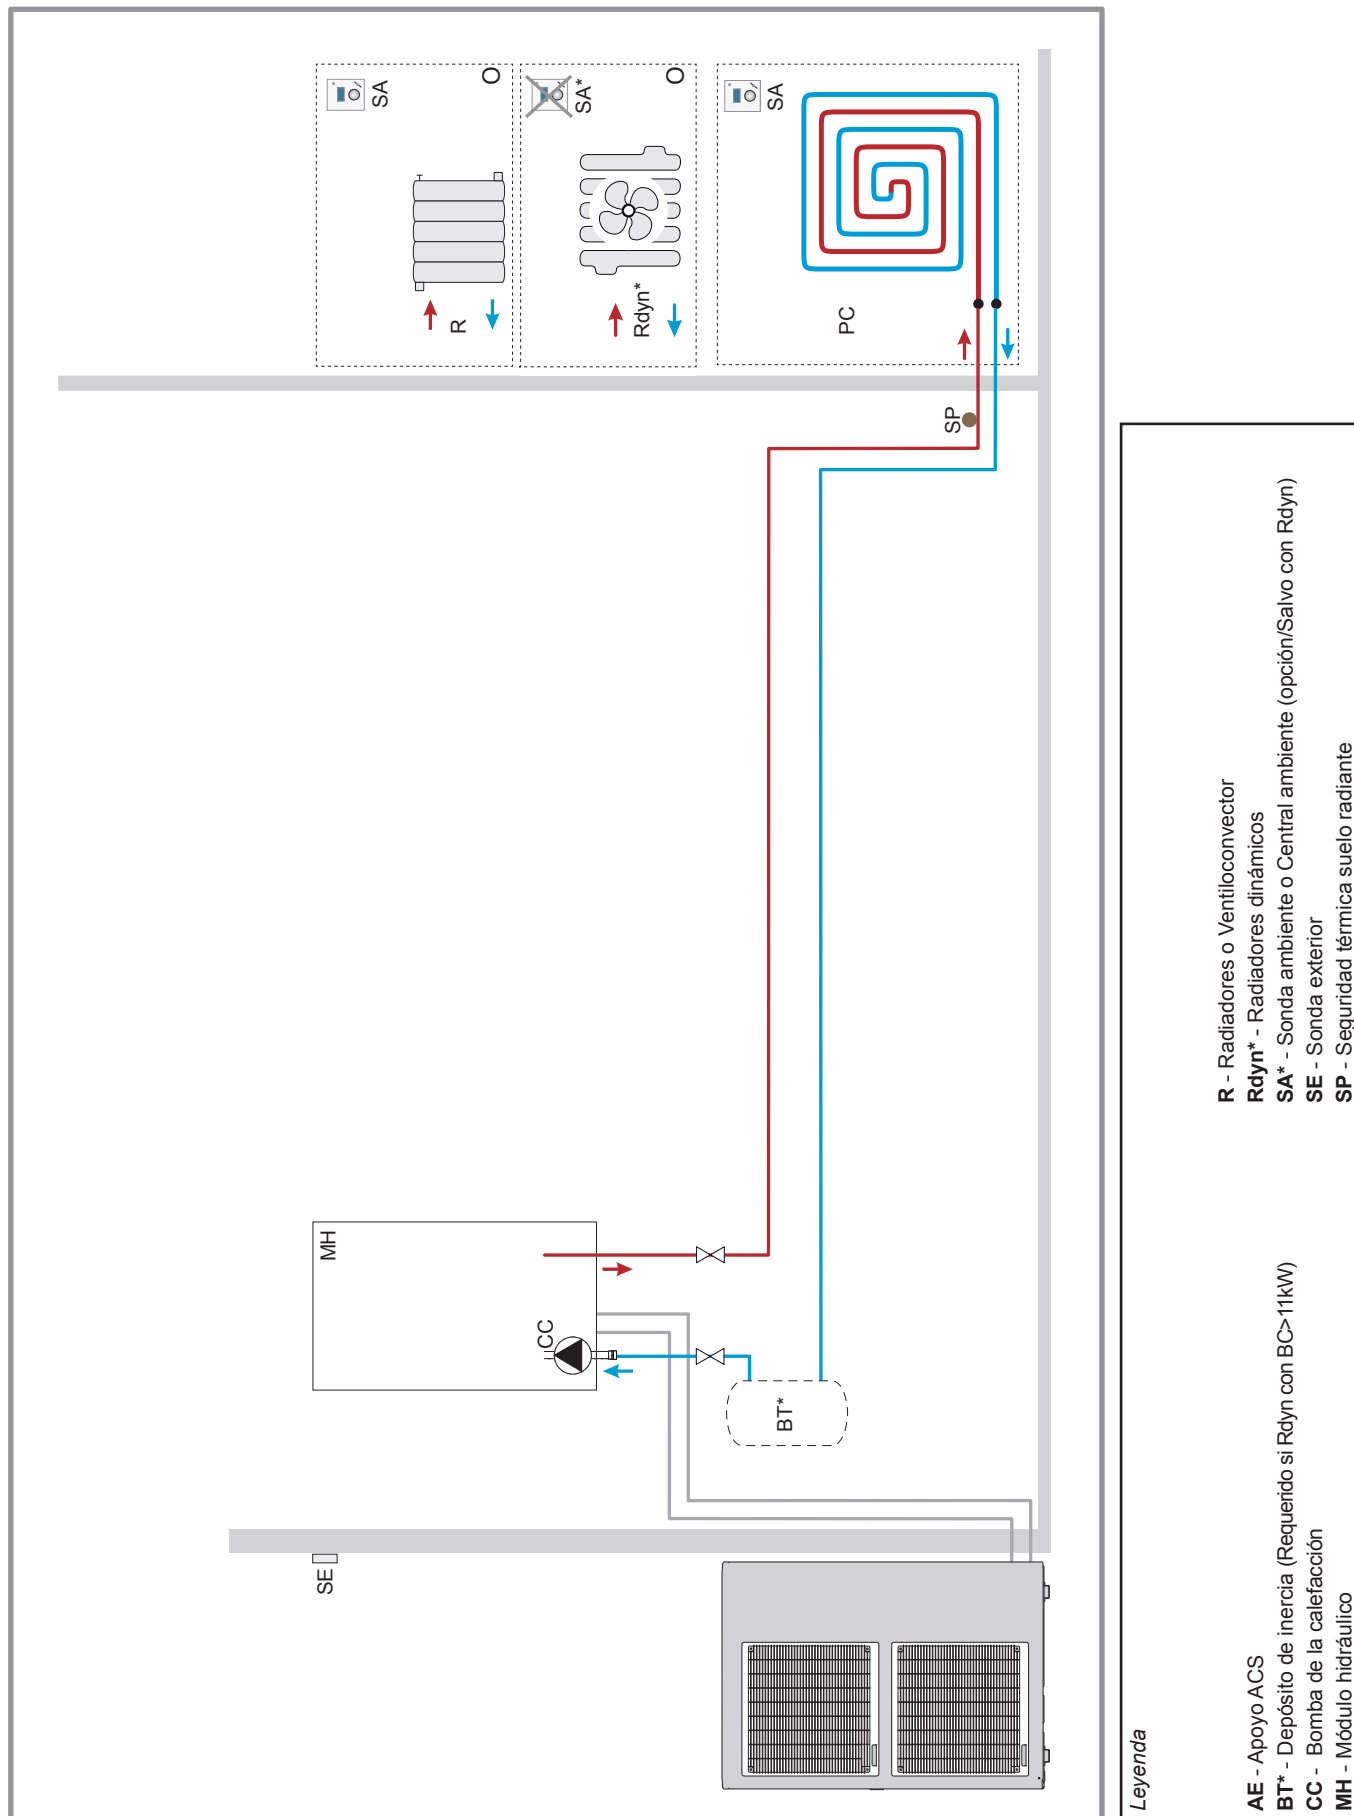 SA
O
R
SA*
O
Rdyn*
SA
PC
SP
MH
CC
BT*
SE
Leyenda
AE - Apoyo ACS
BT* - Depósito de inercia (Requerido si Rdyn con BC>11kW)
CC - Bomba de la calefacción
MH - Módulo hidráulico
R - Radiadores o Ventiloconvector
Rdyn* - Radiadores dinámicos
SA* - Sonda ambiente o Central ambiente (opción/Salvo con Rdyn)
SE - Sonda exterior
SP - Seguridad térmica suelo radiante